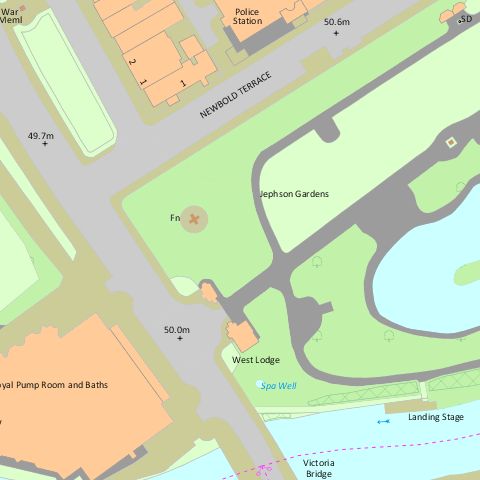 War
Meml
Police
Station
50.6m
SD
2
1
1
NEWBOLD TERRACE
49.7m
Jephson Gardens
Fn
50.0m
West Lodge
oyal Pump Room and Baths
Spa Well
Landing Stage
Victoria
Bridge